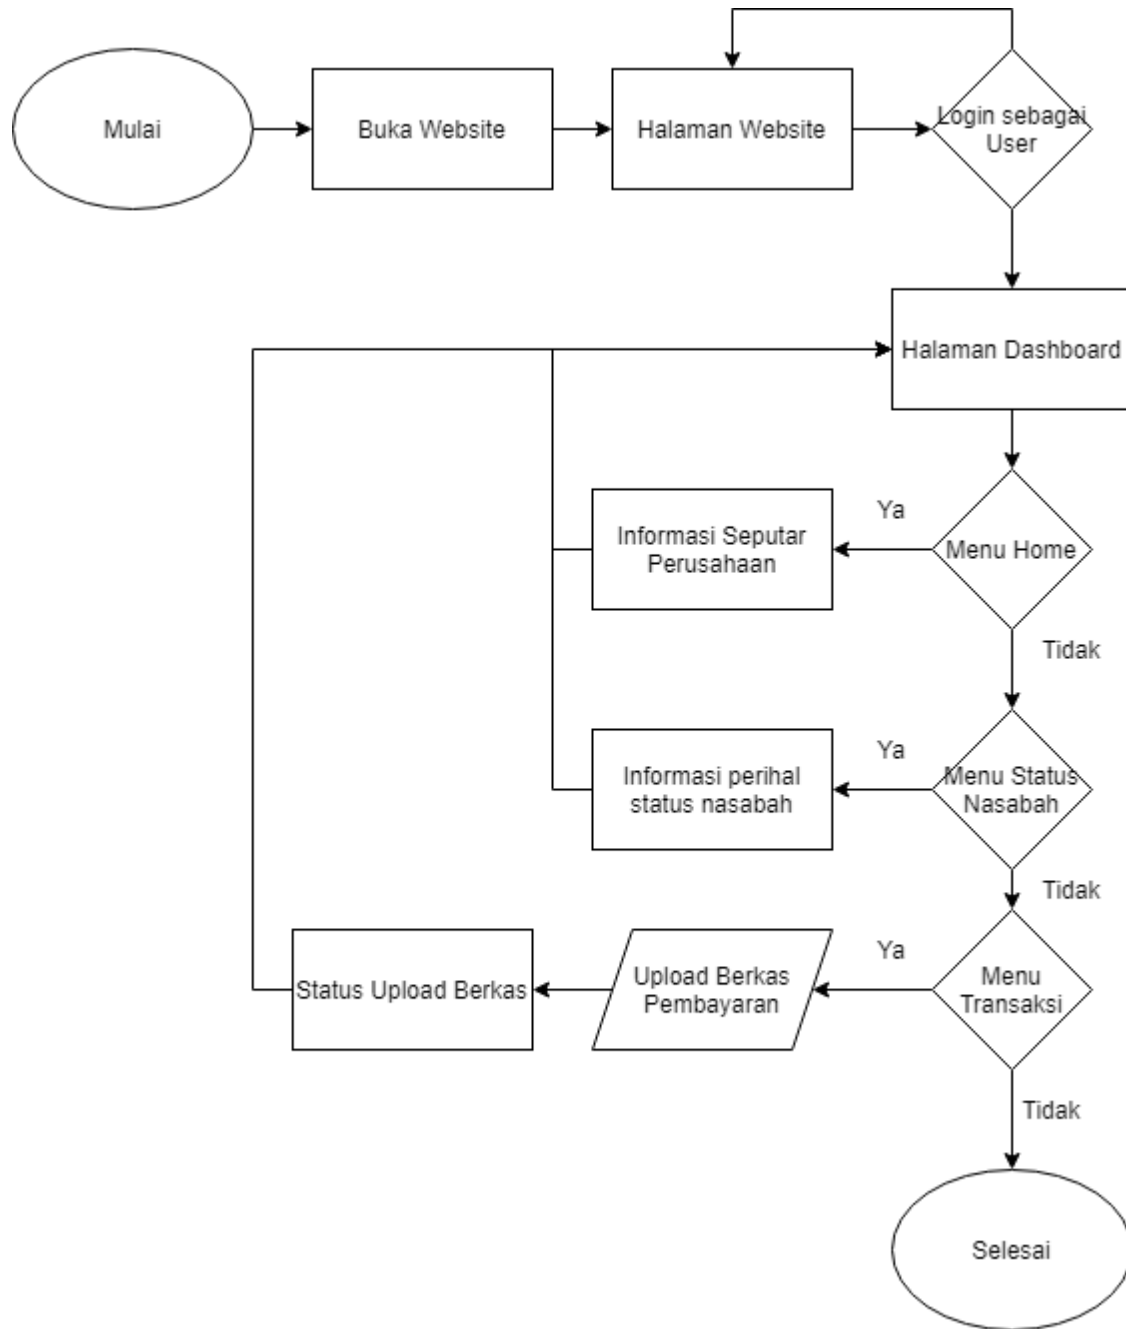 Mulai
Buka Website
Halaman Website
Login sebagai
User
Halaman Dashboard
Ya
Informasi Seputar
Perusahaan
Menu Home
Tidak
Ya
Informasi perihal
status nasabah
Menu Status
Nasabah
Tidak
Ya
Status Upload Berkas
Upload Berkas
Pembayaran
Menu
Transaksi
Tidak
Selesai